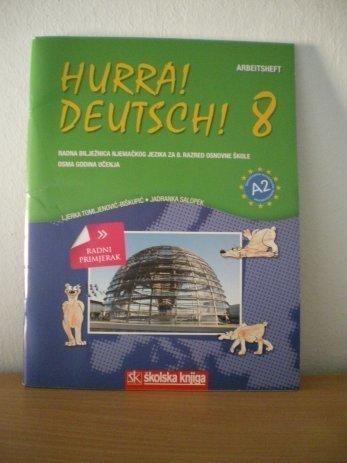 ARBEITSHEFT
HURRA!
DEUTSCH! 8
RADNA BILJEŽNICA NJEMAČKOG JEZIKA ZA 8. RAZRED OSNOVNE ŠKOLE
OSMA GODINA UČENJA
A2
LJERKA TOMLJENOVIĆ-BIŠKUPIĆ • JADRANKA SALOPEK
RADNI
PRIMJERAK
ŠK školska knjiga